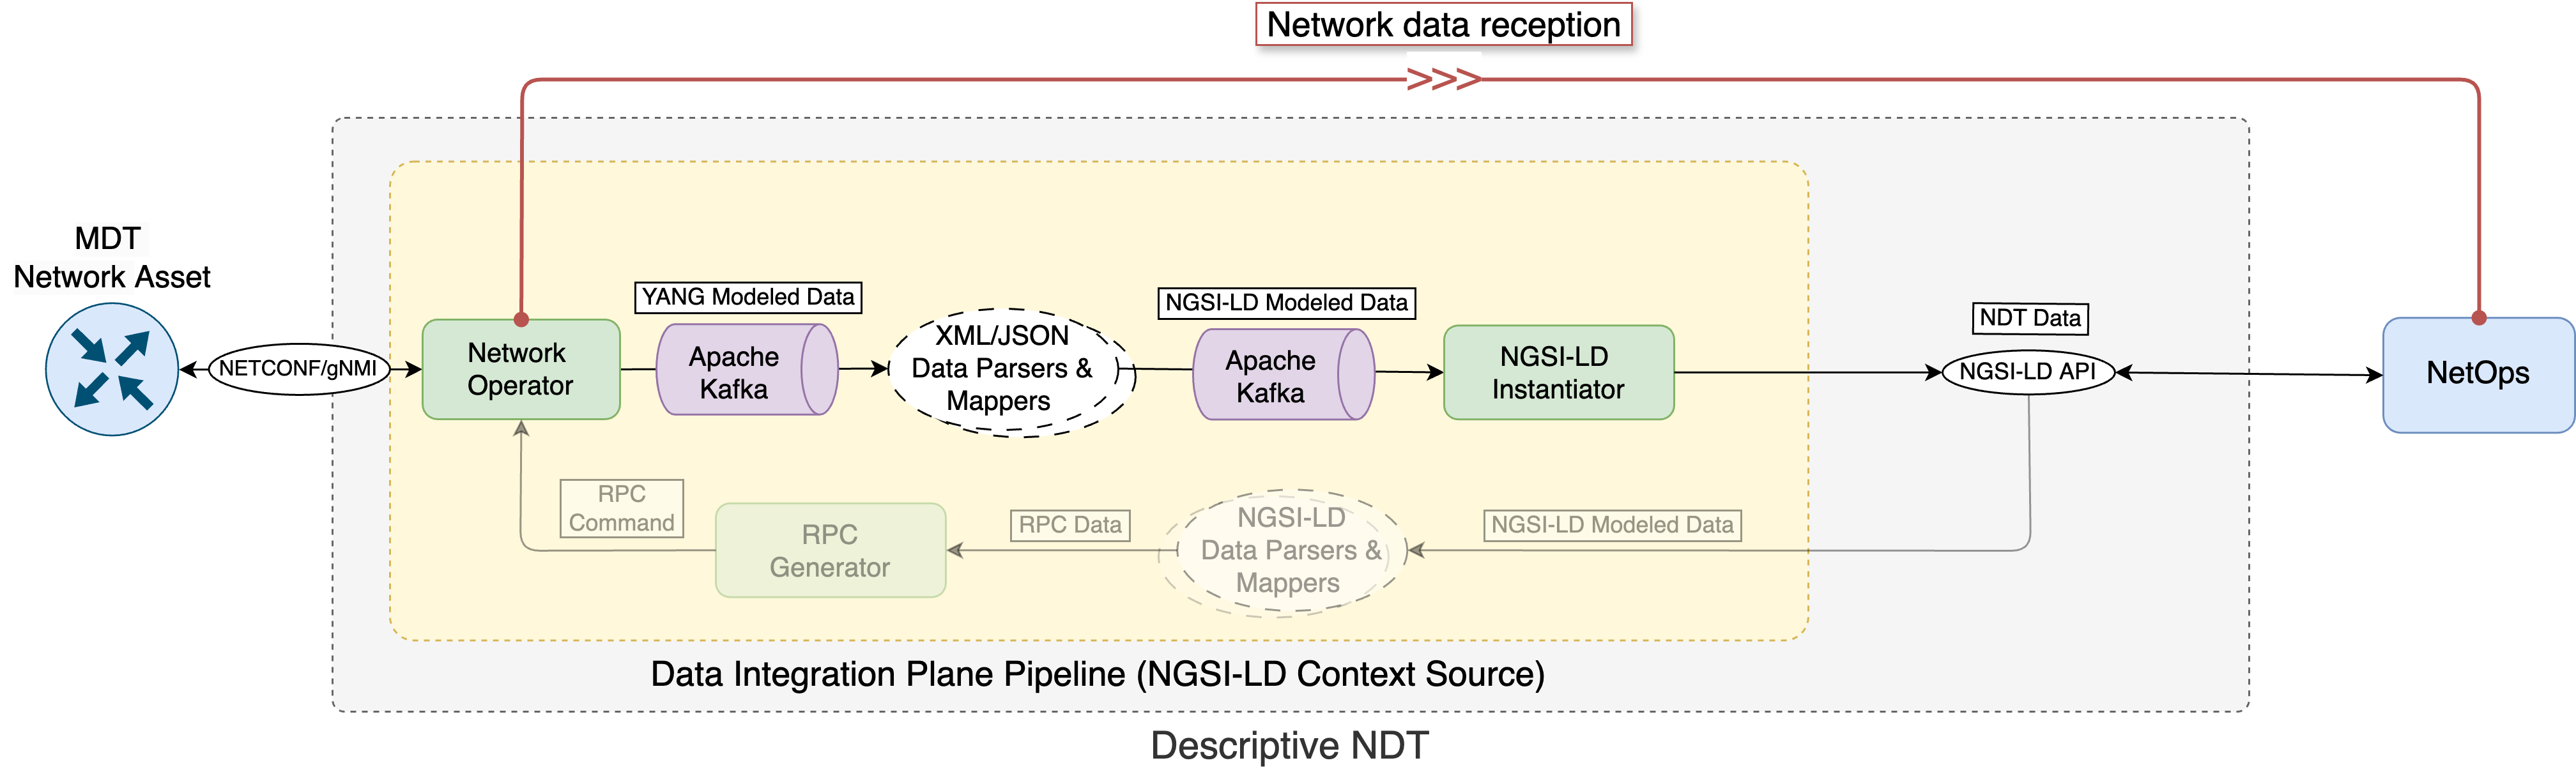 Network data reception
>>>
MDT
Network Asset
NETCONF/gNMI
Network
Operator
YANG Modeled Data
Apache
Kafka
XML/JSON
Data Parsers &
Mappers
NGSI-LD Modeled Data
Apache
Kafka
NGSI-LD
Instantiator
NDT Data
NGSI-LD API
NetOps
RPC
Command
RPC
Generator
RPC Data
NGSI-LD
Data Parsers &
Mappers
NGSI-LD Modeled Data
Data Integration Plane Pipeline (NGSI-LD Context Source)
Descriptive NDT